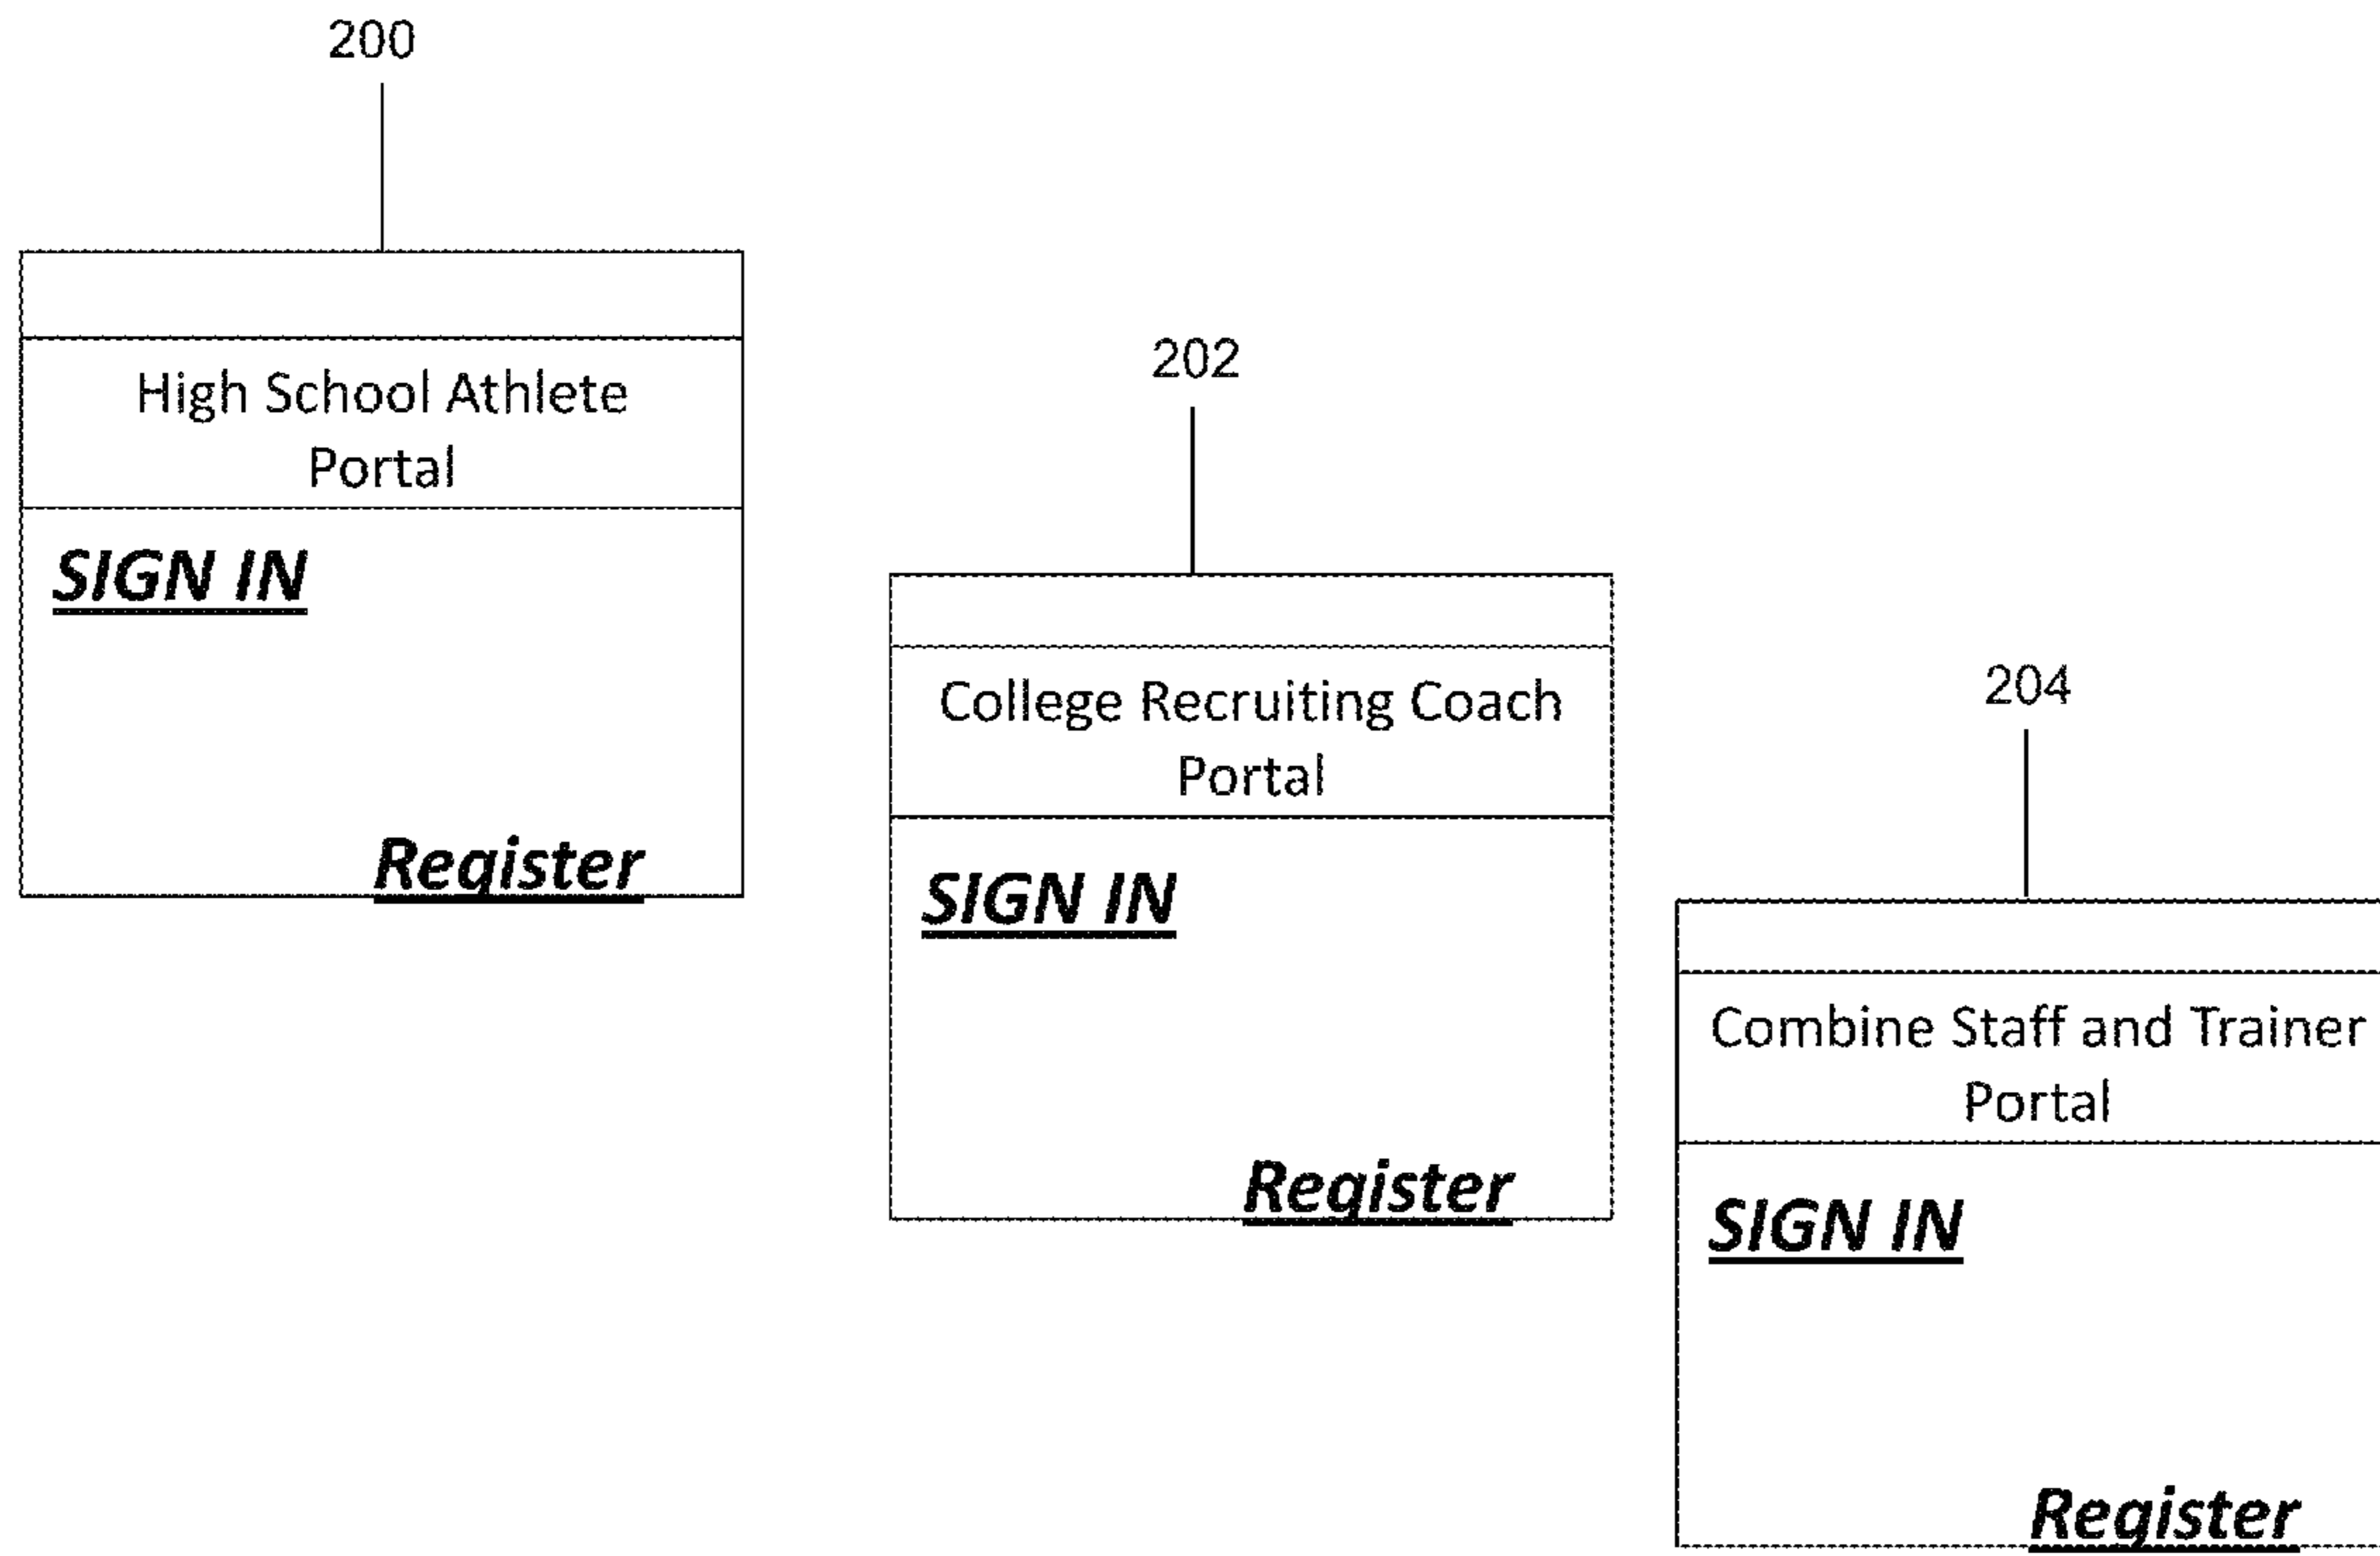 200
High School Athlete
Portal
SIGN IN
Register
202
College Recruiting Coach
Portal
SIGN IN
Register
204
Combine Staff and Trainer
Portal
SIGN IN
Register